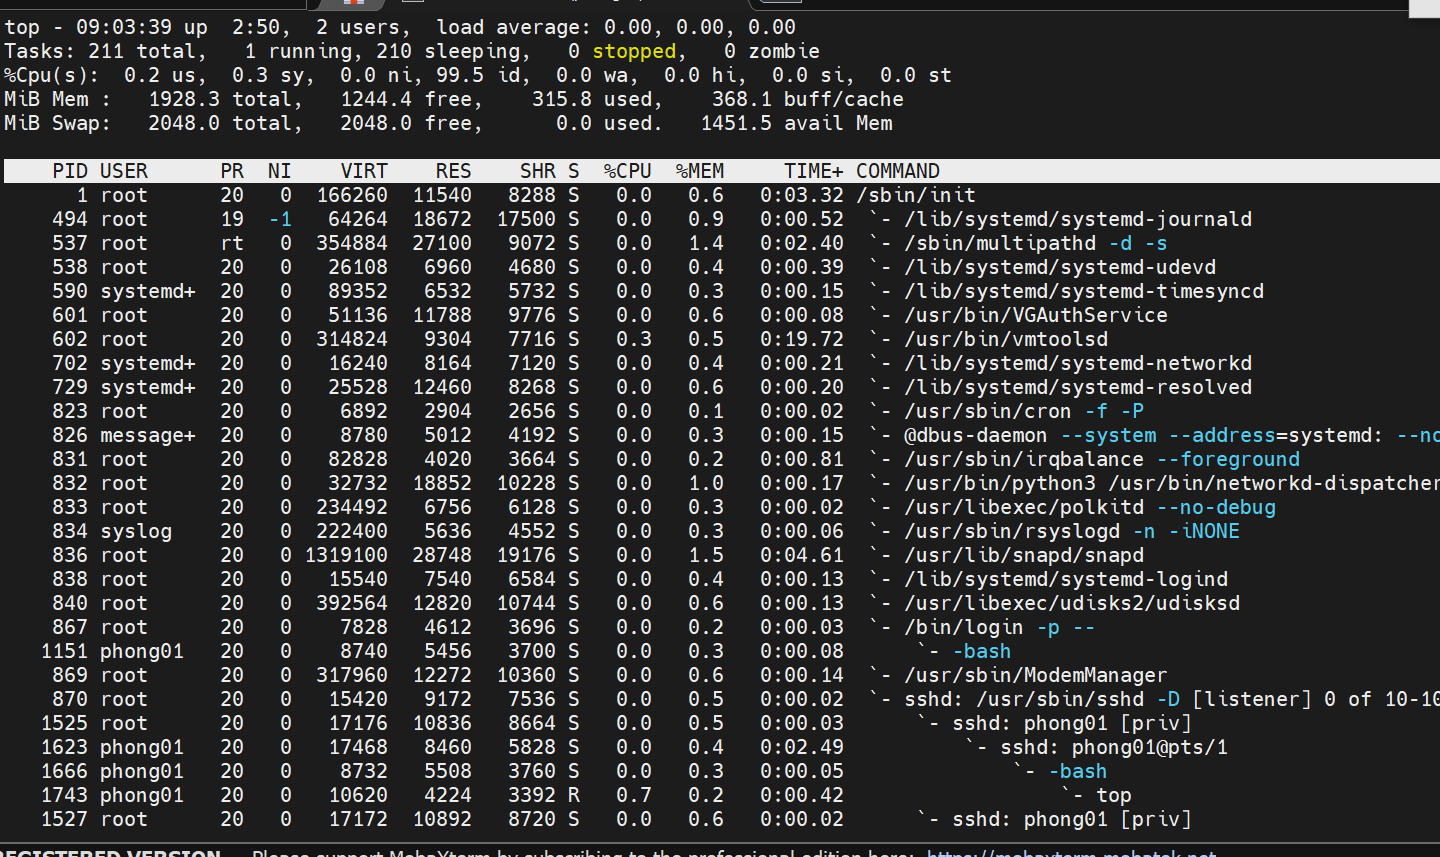 top - 09:03:39 up  2:50,  2 users,  load average: 0.00, 0.00, 0.00
Tasks: 211 total,   1 running, 210 sleeping,   0 stopped,   0 zombie
%Cpu(s):  0.2 us,  0.3 sy,  0.0 ni, 99.5 id,  0.0 wa,  0.0 hi,  0.0 si,  0.0 st
MiB Mem :   1928.3 total,   1244.4 free,    315.8 used,    368.1 buff/cache
MiB Swap:   2048.0 total,   2048.0 free,      0.0 used.   1451.5 avail Mem
    PID USER      PR  NI    VIRT    RES    SHR S  %CPU  %MEM     TIME+ COMMAND
      1 root      20   0  166260  11540   8288 S   0.0   0.6   0:03.32 /sbin/init
    494 root      19  -1   64264  18672  17500 S   0.0   0.9   0:00.52  `- /lib/systemd/systemd-journald
    537 root      rt   0  354884  27100   9072 S   0.0   1.4   0:02.40  `- /sbin/multipathd -d -s
    538 root      20   0   26108   6960   4680 S   0.0   0.4   0:00.39  `- /lib/systemd/systemd-udevd
    590 systemd+  20   0   89352   6532   5732 S   0.0   0.3   0:00.15  `- /lib/systemd/systemd-timesyncd
    601 root      20   0   51136  11788   9776 S   0.0   0.6   0:00.08  `- /usr/bin/VGAuthService
    602 root      20   0  314824   9304   7716 S   0.3   0.5   0:19.72  `- /usr/bin/vmtoolsd
    702 systemd+  20   0   16240   8164   7120 S   0.0   0.4   0:00.21  `- /lib/systemd/systemd-networkd
    729 systemd+  20   0   25528  12460   8268 S   0.0   0.6   0:00.20  `- /lib/systemd/systemd-resolved
    823 root      20   0    6892   2904   2656 S   0.0   0.1   0:00.02  `- /usr/sbin/cron -f -P
    826 message+  20   0    8780   5012   4192 S   0.0   0.3   0:00.15  `- @dbus-daemon --system --address=systemd: --no
    831 root      20   0   82828   4020   3664 S   0.0   0.2   0:00.81  `- /usr/sbin/irqbalance --foreground
    832 root      20   0   32732  18852  10228 S   0.0   1.0   0:00.17  `- /usr/bin/python3 /usr/bin/networkd-dispatcher
    833 root      20   0  234492   6756   6128 S   0.0   0.3   0:00.02  `- /usr/libexec/polkitd --no-debug
    834 syslog    20   0  222400   5636   4552 S   0.0   0.3   0:00.06  `- /usr/sbin/rsyslogd -n -iNONE
    836 root      20   0 1319100  28748  19176 S   0.0   1.5   0:04.61  `- /usr/lib/snapd/snapd
    838 root      20   0   15540   7540   6584 S   0.0   0.4   0:00.13  `- /lib/systemd/systemd-logind
    840 root      20   0  392564  12820  10744 S   0.0   0.6   0:00.13  `- /usr/libexec/udisks2/udisksd
    867 root      20   0    7828   4612   3696 S   0.0   0.2   0:00.03  `- /bin/login -p --
   1151 phong01   20   0    8740   5456   3700 S   0.0   0.3   0:00.08      `- -bash
    869 root      20   0  317960  12272  10360 S   0.0   0.6   0:00.14  `- /usr/sbin/ModemManager
    870 root      20   0   15420   9172   7536 S   0.0   0.5   0:00.02  `- sshd: /usr/sbin/sshd -D [listener] 0 of 10-10
   1525 root      20   0   17176  10836   8664 S   0.0   0.5   0:00.03      `- sshd: phong01 [priv]
   1623 phong01   20   0   17468   8460   5828 S   0.0   0.4   0:02.49          `- sshd: phong01@pts/1
   1666 phong01   20   0    8732   5508   3760 S   0.0   0.3   0:00.05              `- -bash
   1743 phong01   20   0   10620   4224   3392 R   0.7   0.2   0:00.42                  `- top
   1527 root      20   0   17172  10892   8720 S   0.0   0.6   0:00.02      `- sshd: phong01 [priv]
REGISTERED VERSION - Please support MobaXterm by subscribing to the professional edition here: https://mobaxterm.mobatek.net